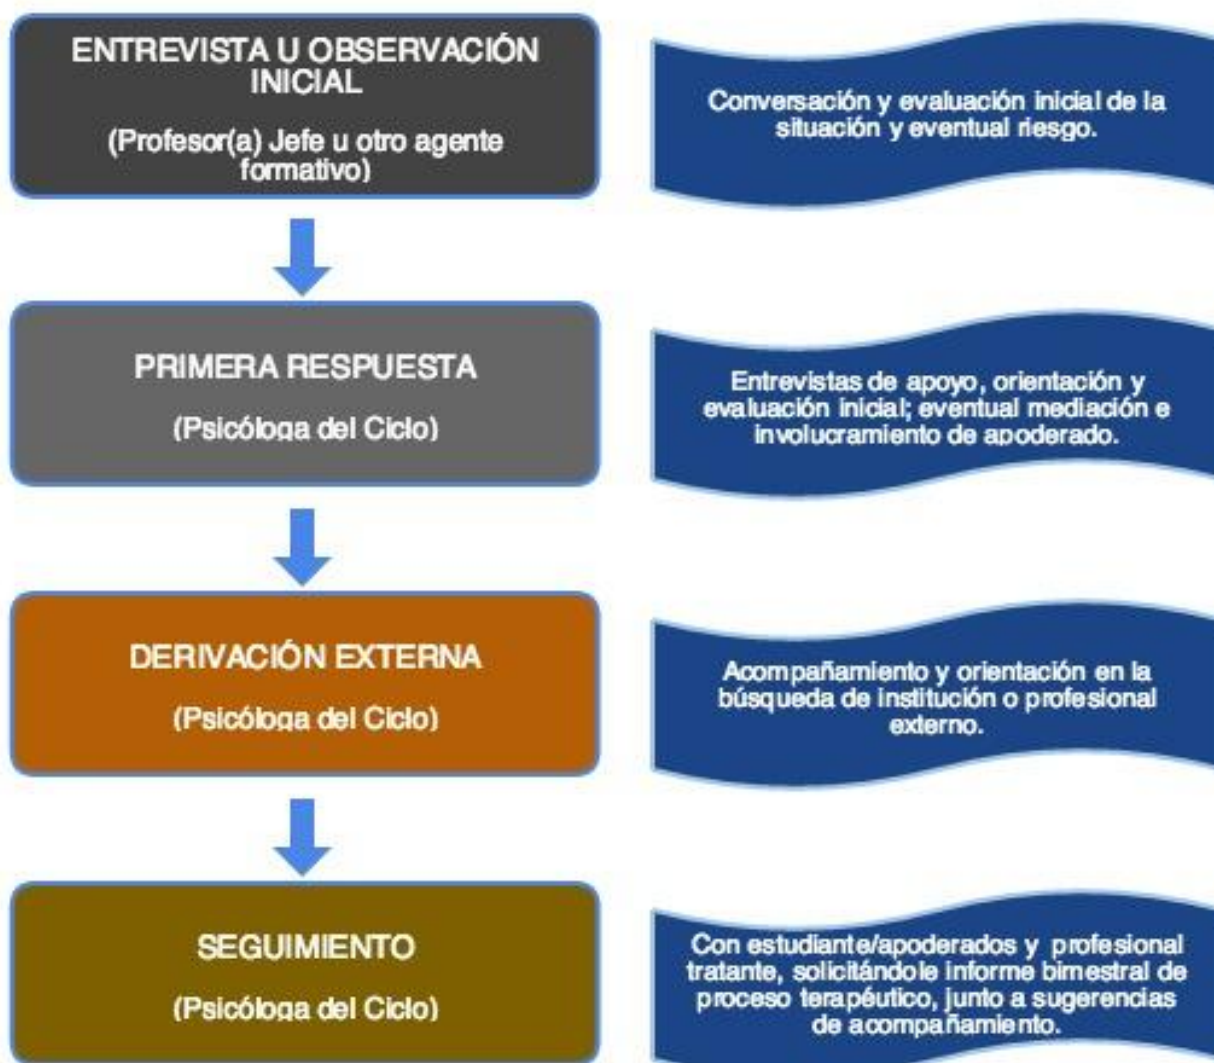 ENTREVISTA U OBSERVACIÓN
INICIAL
(Profesor(a) Jefe u otro agente
formativo)
Conversación y evaluación inicial de la
situación y eventual riesgo.
PRIMERA RESPUESTA
(Psicóloga del Ciclo)
Entrevistas de apoyo, orientación y
evaluación inicial; eventual mediación e
involucramiento de apoderado.
DERIVACIÓN EXTERNA
(Psicóloga del Ciclo)
Acompañamiento y orientación en la
búsqueda de institución o profesional
externo.
SEGUIMIENTO
(Psicóloga del Ciclo)
Con estudiante/apoderados y profesional
tratante, solicitándole informe bimestral de
proceso terapéutico, junto a sugerencias
de acompañamiento.